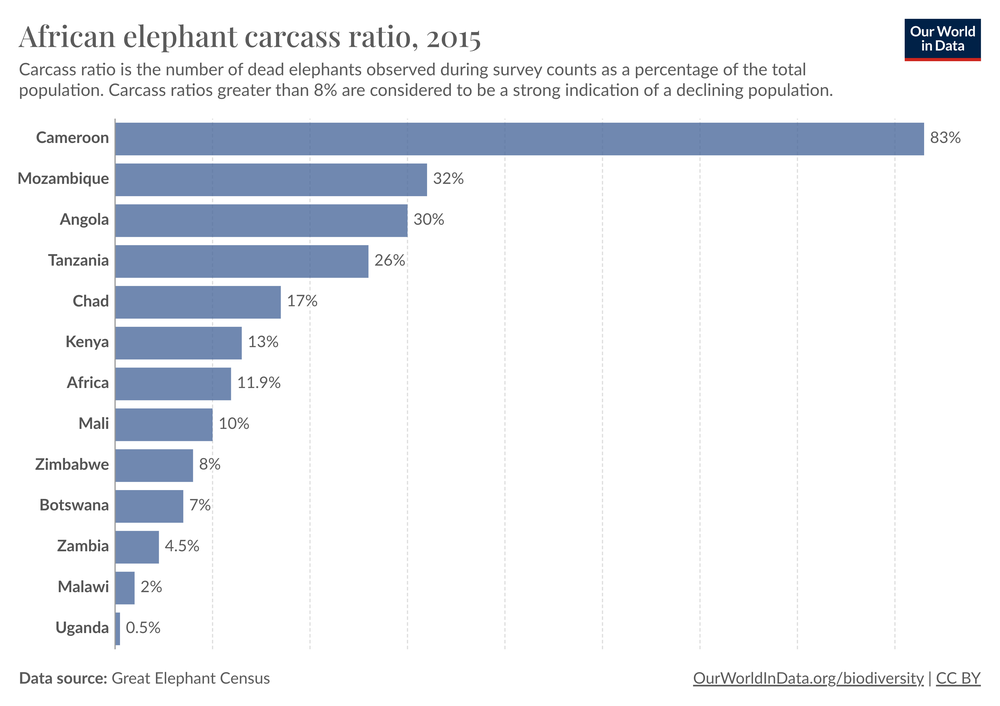 African elephant carcass ratio, 2015
Our World
in Data
Carcass ratio is the number of dead elephants observed during survey counts as a percentage of the total
population. Carcass ratios greater than 8% are considered to be a strong indication of a declining population.
Cameroon 83%
Mozambique 32%
Angola 30%
Tanzania 26%
Chad 17%
Kenya 13%
Africa 11.9%
Mali 10%
Zimbabwe 8%
Botswana 7%
Zambia 4.5%
Malawi 2%
Uganda 0.5%
Data source: Great Elephant Census
OurWorldInData.org/biodiversity | CC BY